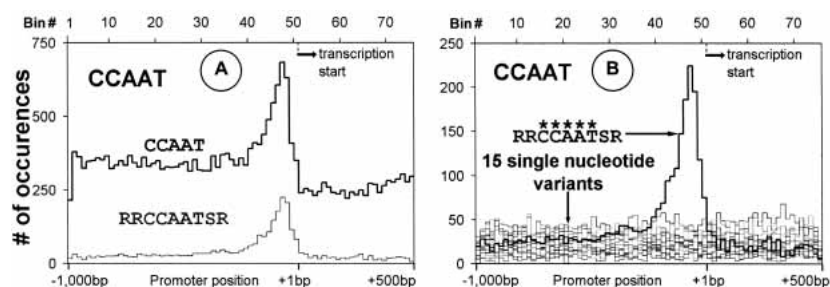 Bin# 1 10 20 30 40 50 60 70
750
500
250
0
# of occurences
CCAAT
A
transcription
start
CCAAT
RRCCAATSR
-1,000bp Promoter position +1bp +500bp
Bin# 1 10 20 30 40 50 60 70
250
200
150
100
50
0
CCAAT
B
transcription
start
★★★★★
RRCCAATSR
15 single nucleotide
variants
-1,000bp Promoter position +1bp +500bp